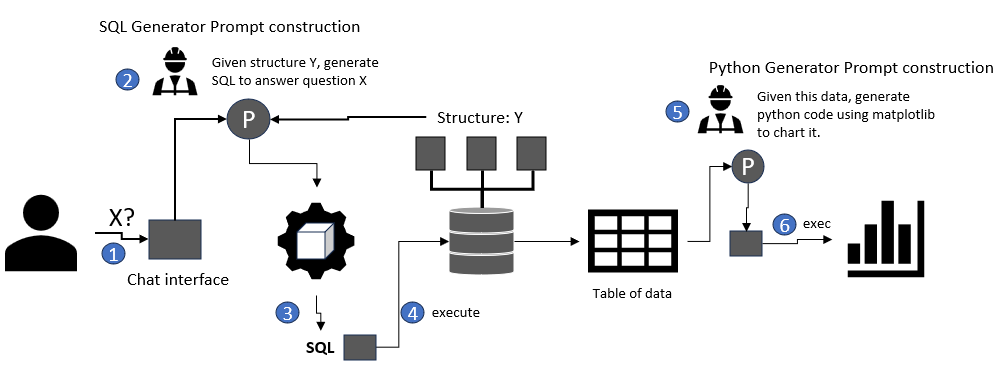 SQL Generator Prompt construction
2
Given structure Y, generate
SQL to answer question X
P
Structure: Y
X?
1
Chat interface
3
SQL
4
execute
Table of data
Python Generator Prompt construction
5
Given this data, generate
python code using matplotlib
to chart it.
P
6
exec